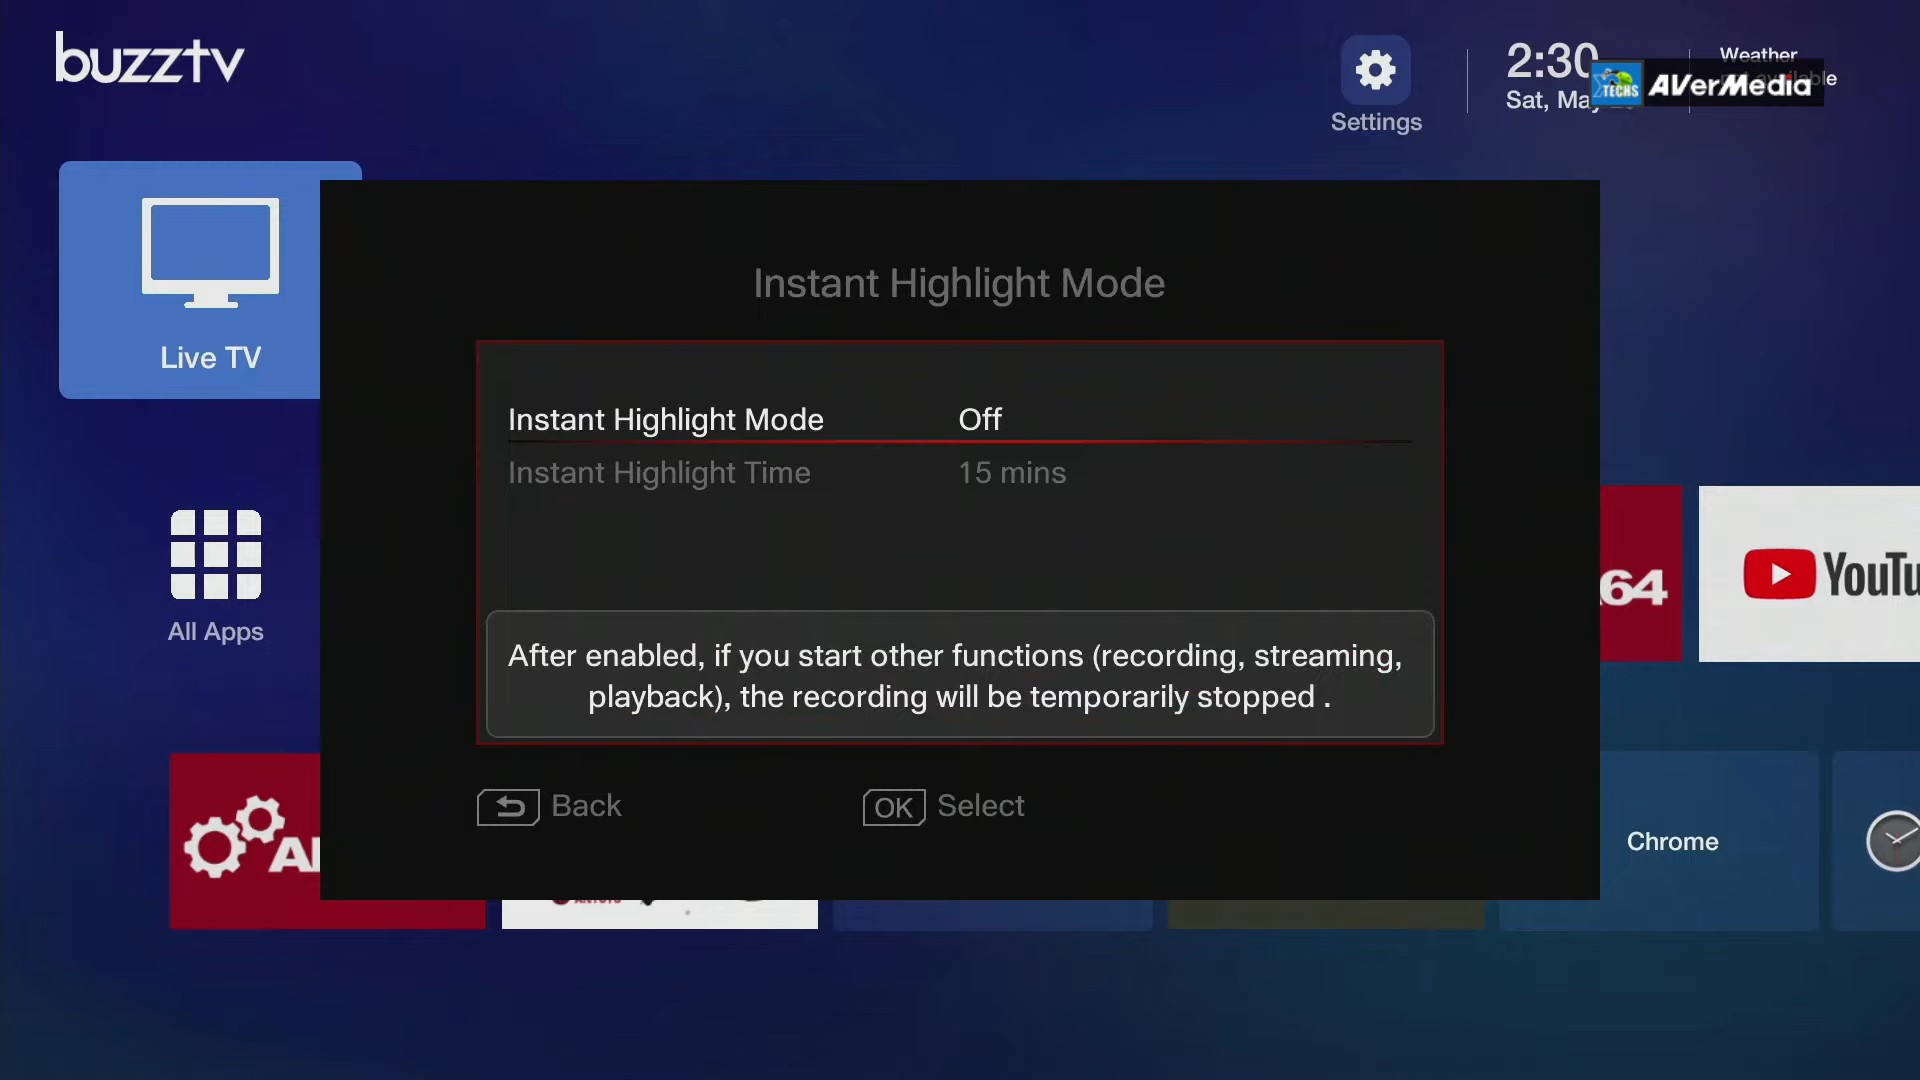 buzztv
Settings
2:30
Sat, May
Weather
TECHS
AVerMedia
Live TV
Instant Highlight Mode
Instant Highlight Mode Off
Instant Highlight Time 15 mins
After enabled, if you start other functions (recording, streaming,
playback), the recording will be temporarily stopped .
Back
OK Select
All Apps
64
YouTu
A
Chrome